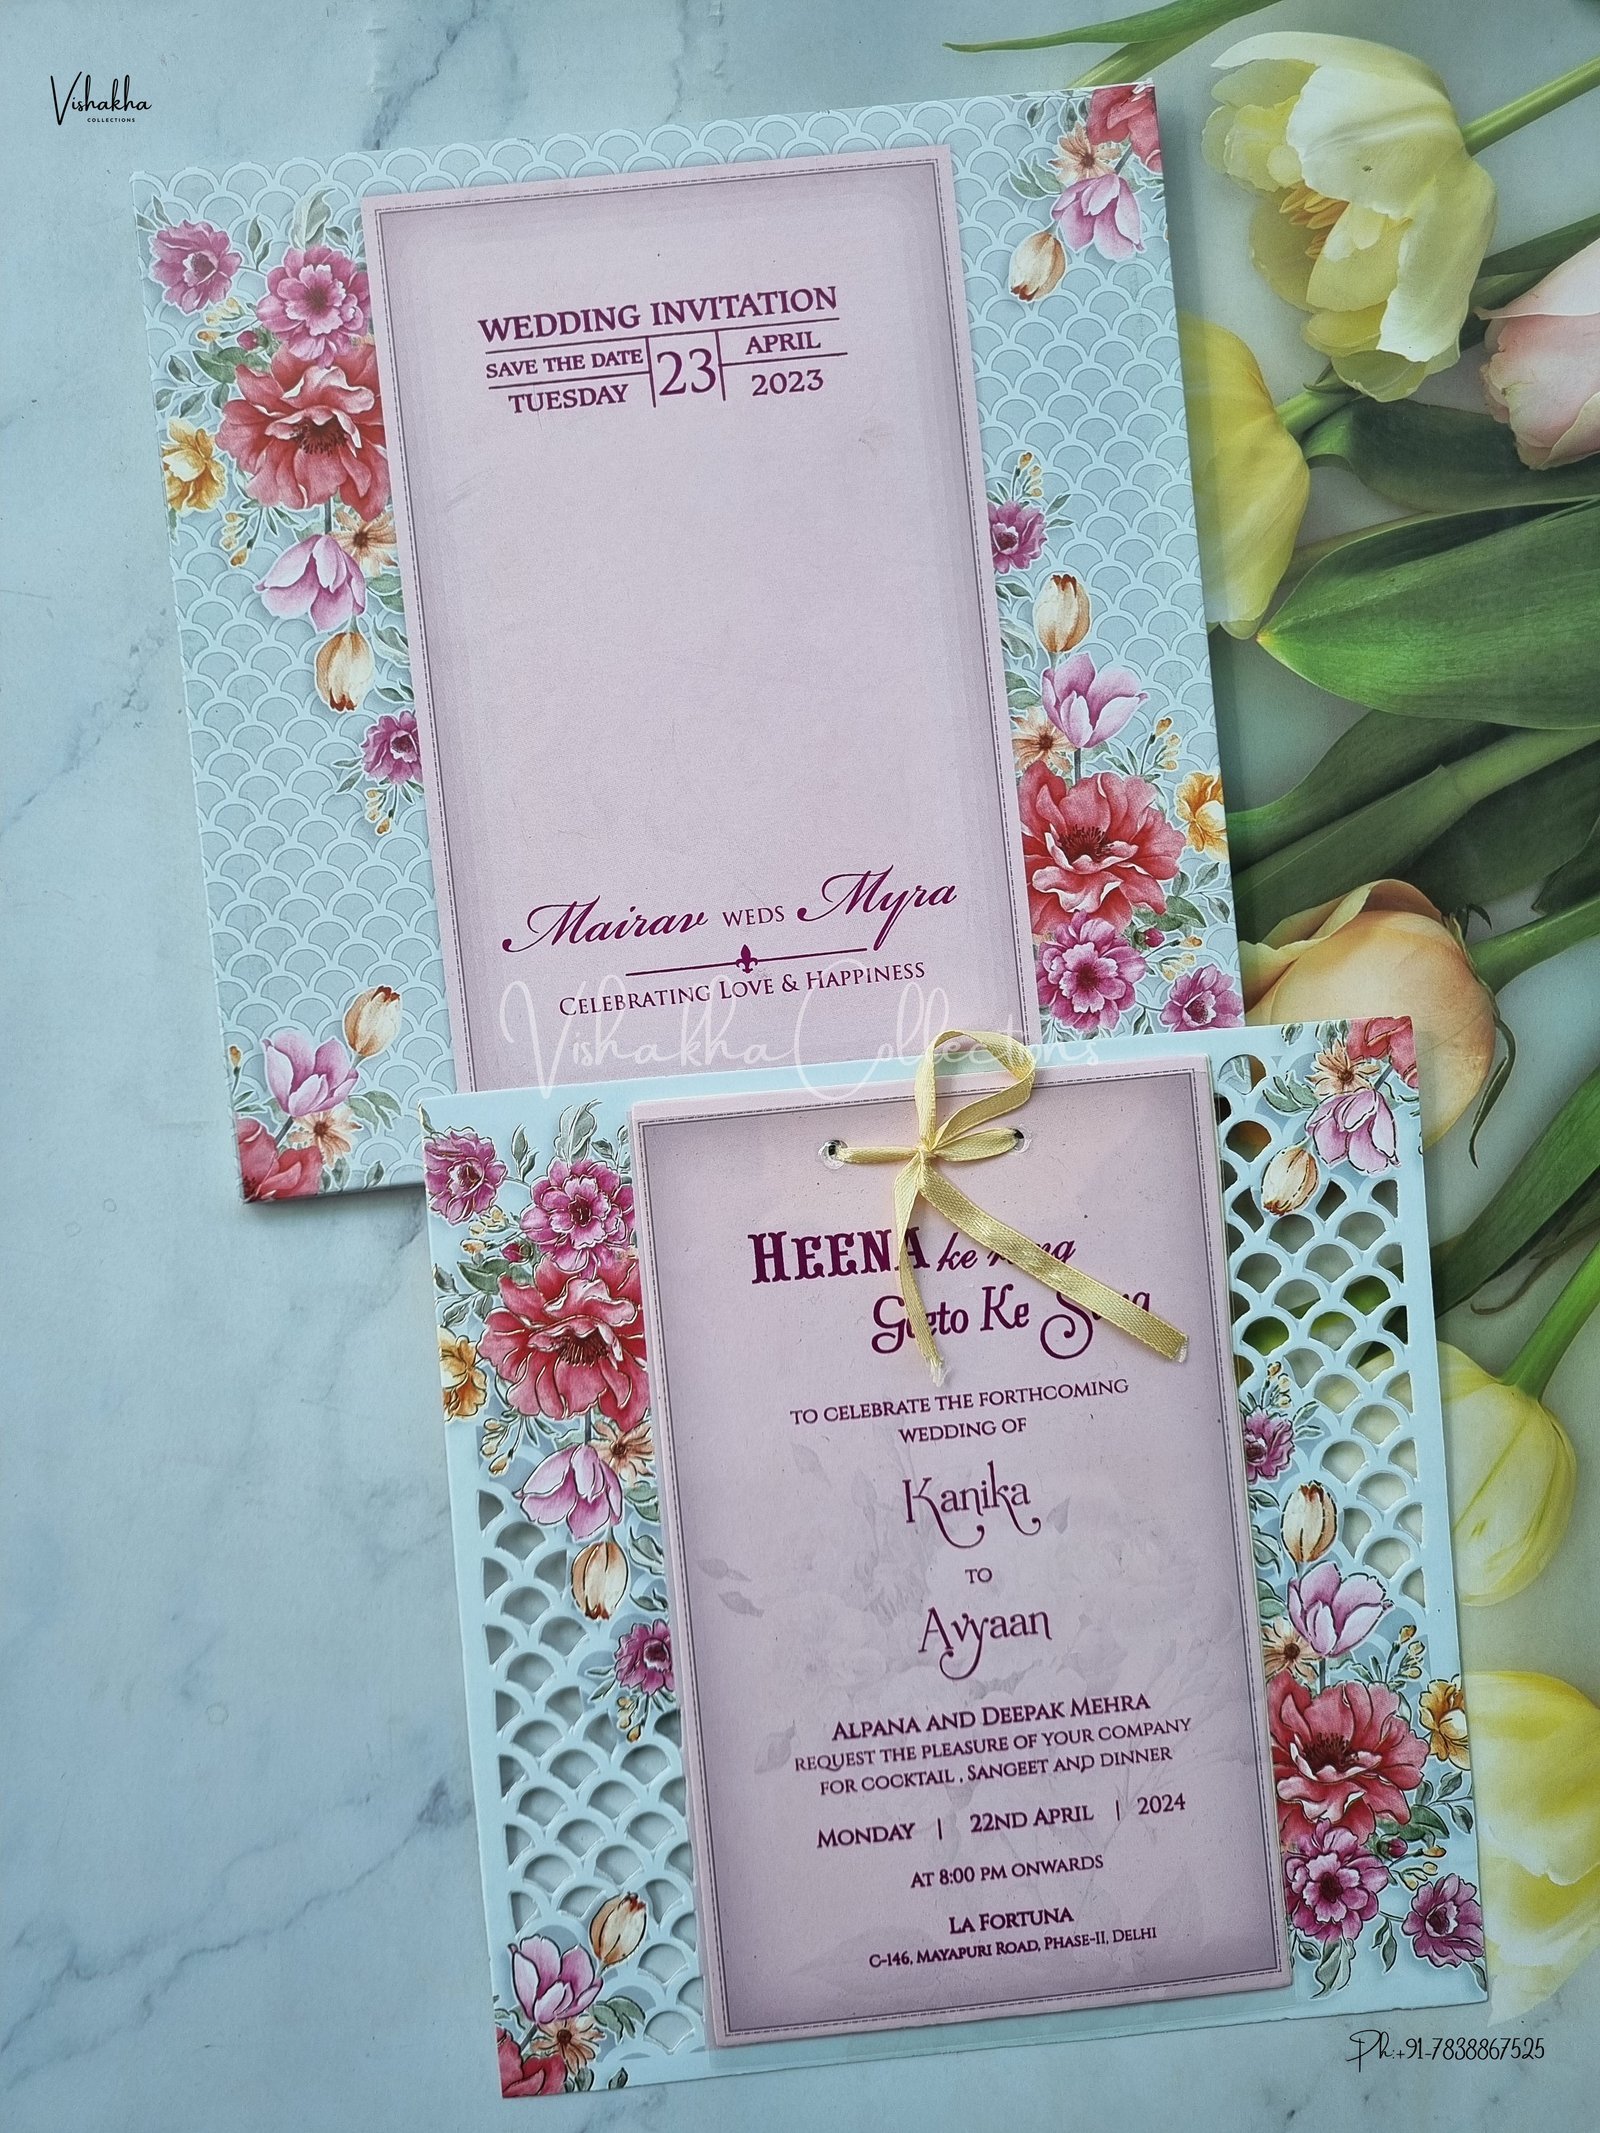 Vishakha
COLLECTIONS
WEDDING INVITATION
SAVE THE DATE
TUESDAY
23
APRIL
2023
Mairav WEDS Myra
CELEBRATING LOVE & HAPPINESS
Vishakha Collections
HEENA ke
Geeto Ke
TO CELEBRATE THE FORTHCOMING
WEDDING OF
Kanika
TO
Avyaan
ALPANA AND DEEPAK MEHRA
REQUEST THE PLEASURE OF YOUR COMPANY
FOR COCKTAIL , SANGEET AND DINNER
MONDAY | 22ND APRIL | 2024
AT 8:00 PM ONWARDS
LA FORTUNA
C-146, MAYAPURI ROAD, PHASE-II, DELHI
Ph:+91-7838867525